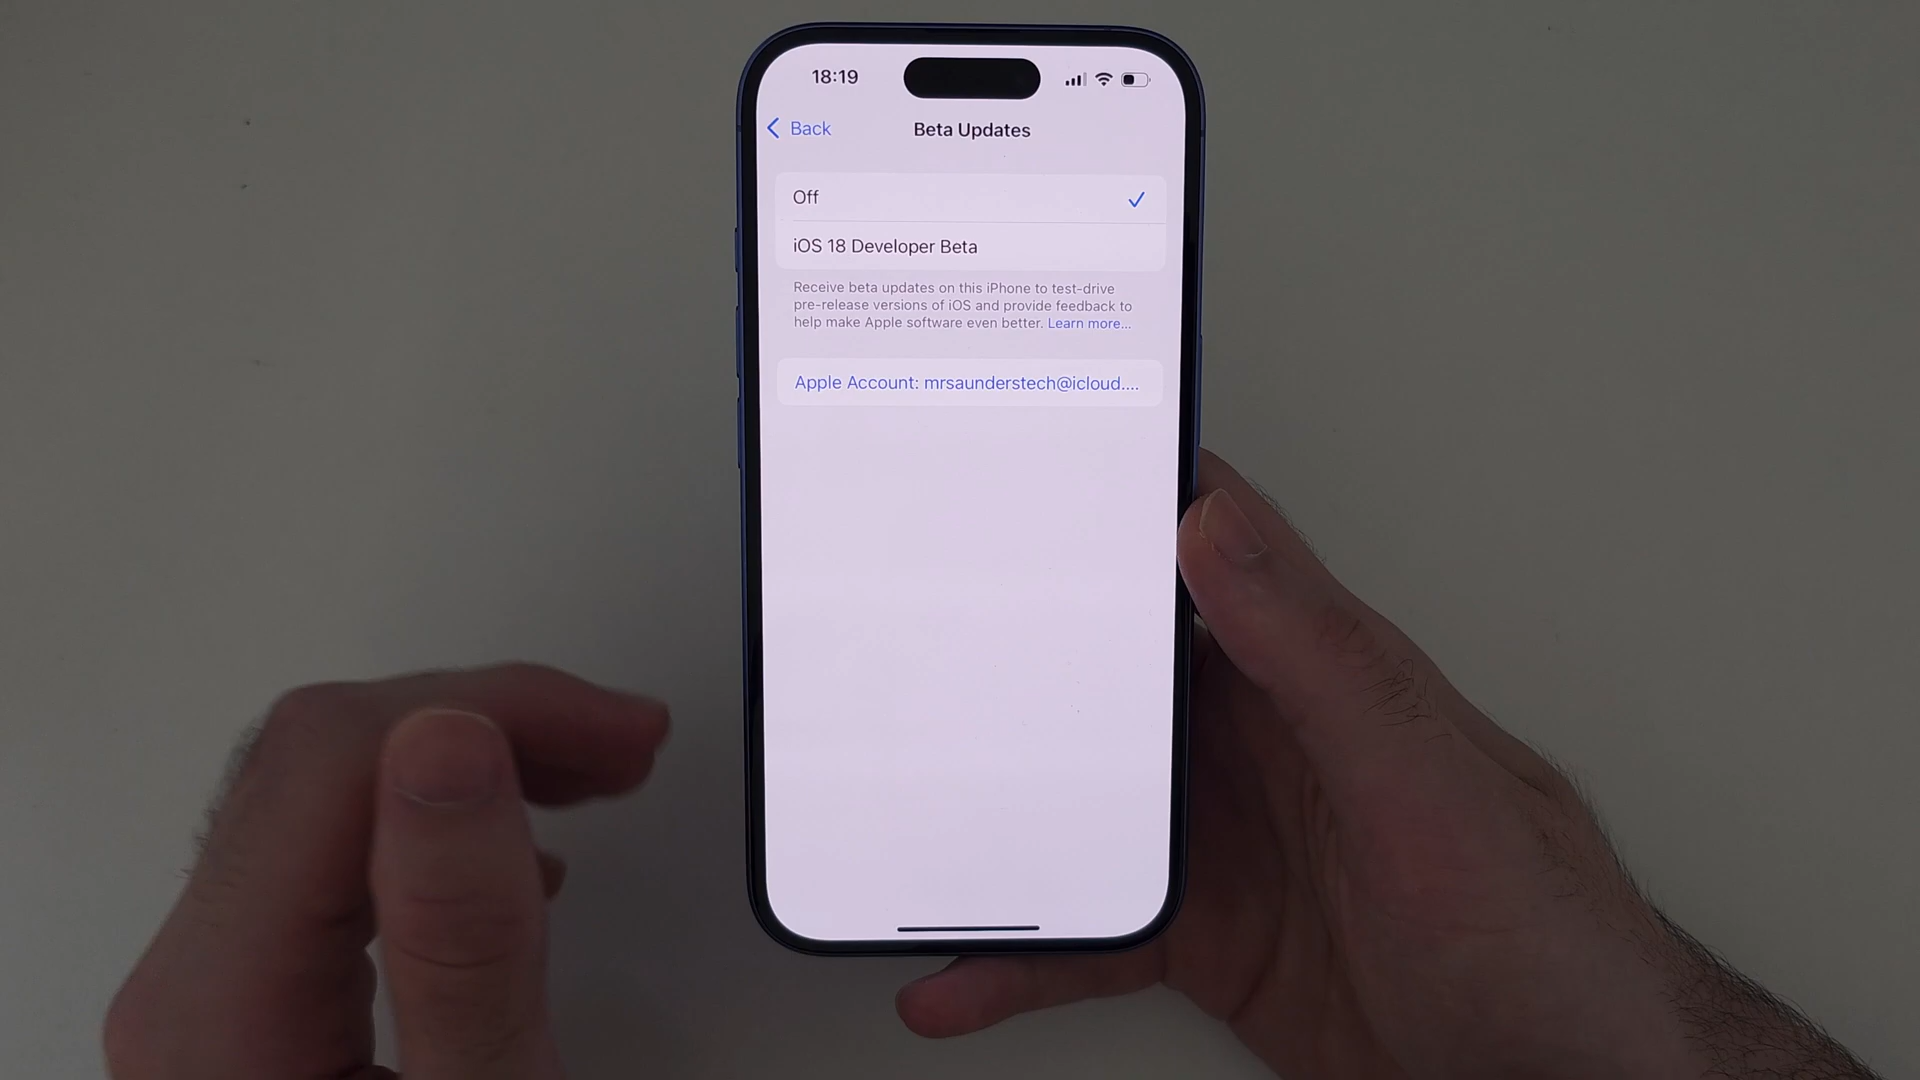 18:19
Back
Beta Updates
Off
iOS 18 Developer Beta
Receive beta updates on this iPhone to test-drive
pre-release versions of iOS and provide feedback to
help make Apple software even better. Learn more...
Apple Account: mrsaunderstech@icloud....